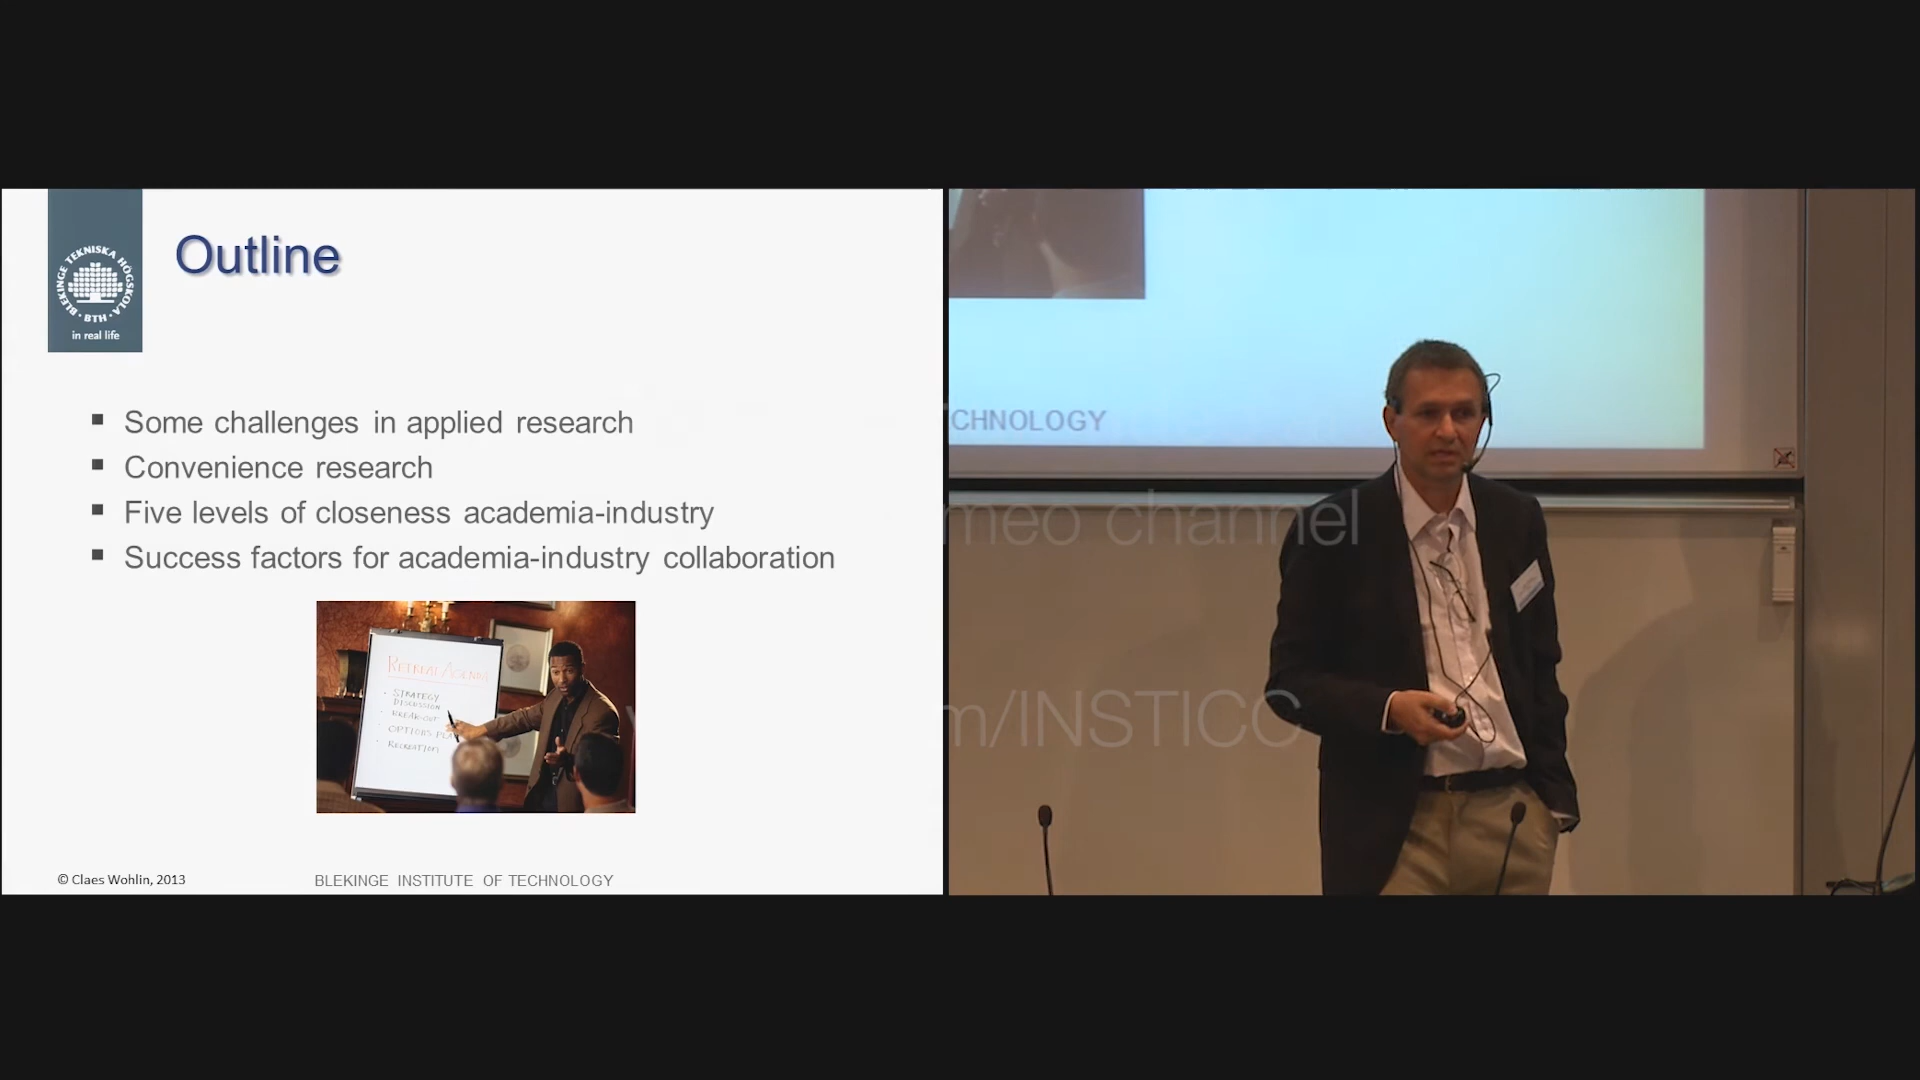 BLEKINGE TEKNISKA HÖGSKOLA
· BTH ·
in real life
Outline
Some challenges in applied research
Convenience research
Five levels of closeness academia-industry
Success factors for academia-industry collaboration
RETREAT AGENDA
- STRATEGY
DISCUSSION
- BREAK-OUT
- OPTIONS
- RECREATION
© Claes Wohlin, 2013
BLEKINGE INSTITUTE OF TECHNOLOGY
CHNOLOGY
meo channel
m/INSTICC